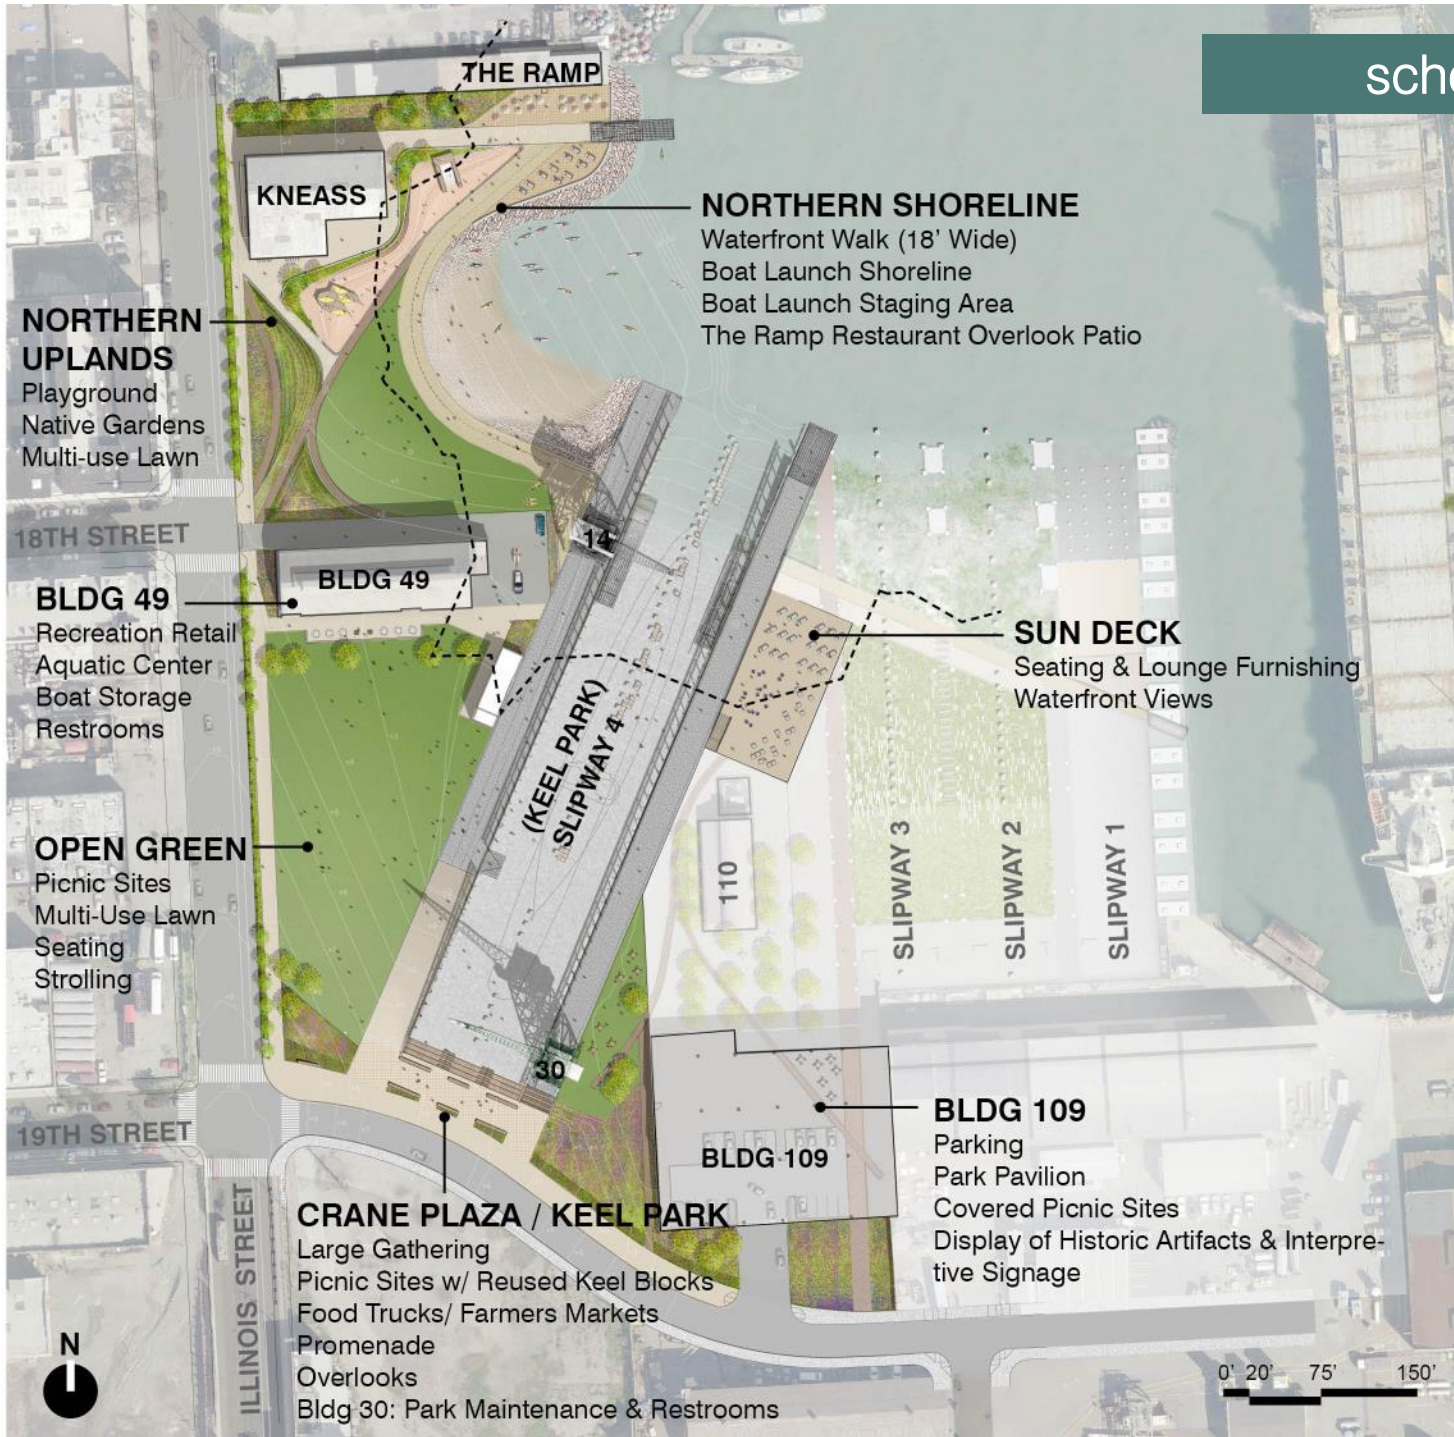 sch
THE RAMP
KNEASS
NORTHERN SHORELINE
Waterfront Walk (18' Wide)
Boat Launch Shoreline
Boat Launch Staging Area
The Ramp Restaurant Overlook Patio
NORTHERN
UPLANDS
Playground
Native Gardens
Multi-use Lawn
18TH STREET
14
BLDG 49
BLDG 49
Recreation Retail
Aquatic Center
Boat Storage
Restrooms
SUN DECK
Seating & Lounge Furnishing
Waterfront Views
(KEEL PARK)
SLIPWAY 4
OPEN GREEN
Picnic Sites
Multi-Use Lawn
Seating
Strolling
110
SLIPWAY 3
SLIPWAY 2
SLIPWAY 1
30
19TH STREET
BLDG 109
BLDG 109
Parking
Park Pavilion
Covered Picnic Sites
Display of Historic Artifacts & Interpre-
tive Signage
CRANE PLAZA / KEEL PARK
Large Gathering
Picnic Sites w/ Reused Keel Blocks
Food Trucks/ Farmers Markets
Promenade
Overlooks
Bldg 30: Park Maintenance & Restrooms
ILLINOIS STREET
N
0' 20' 75' 150'